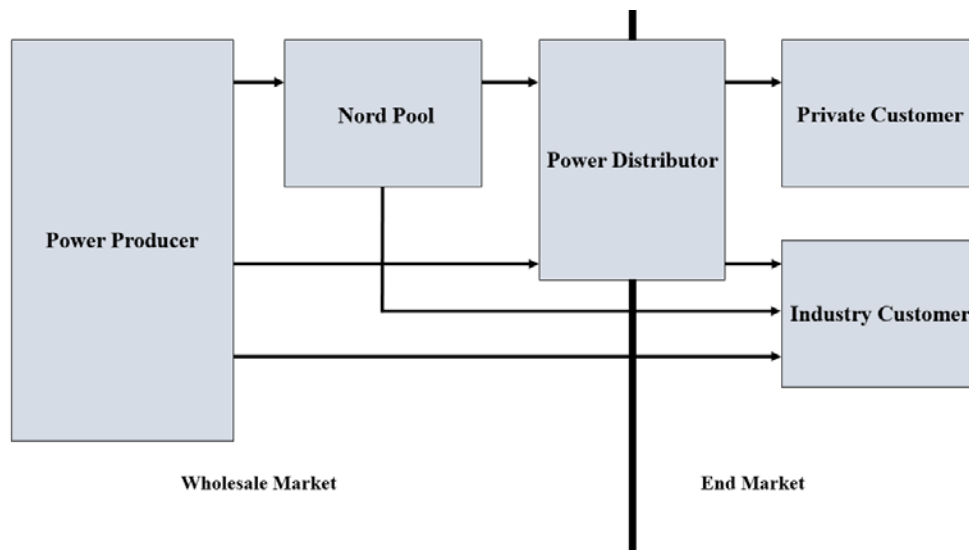 Nord Pool
Private Customer
Power Distributor
Power Producer
Industry Customer
Wholesale Market
End Market